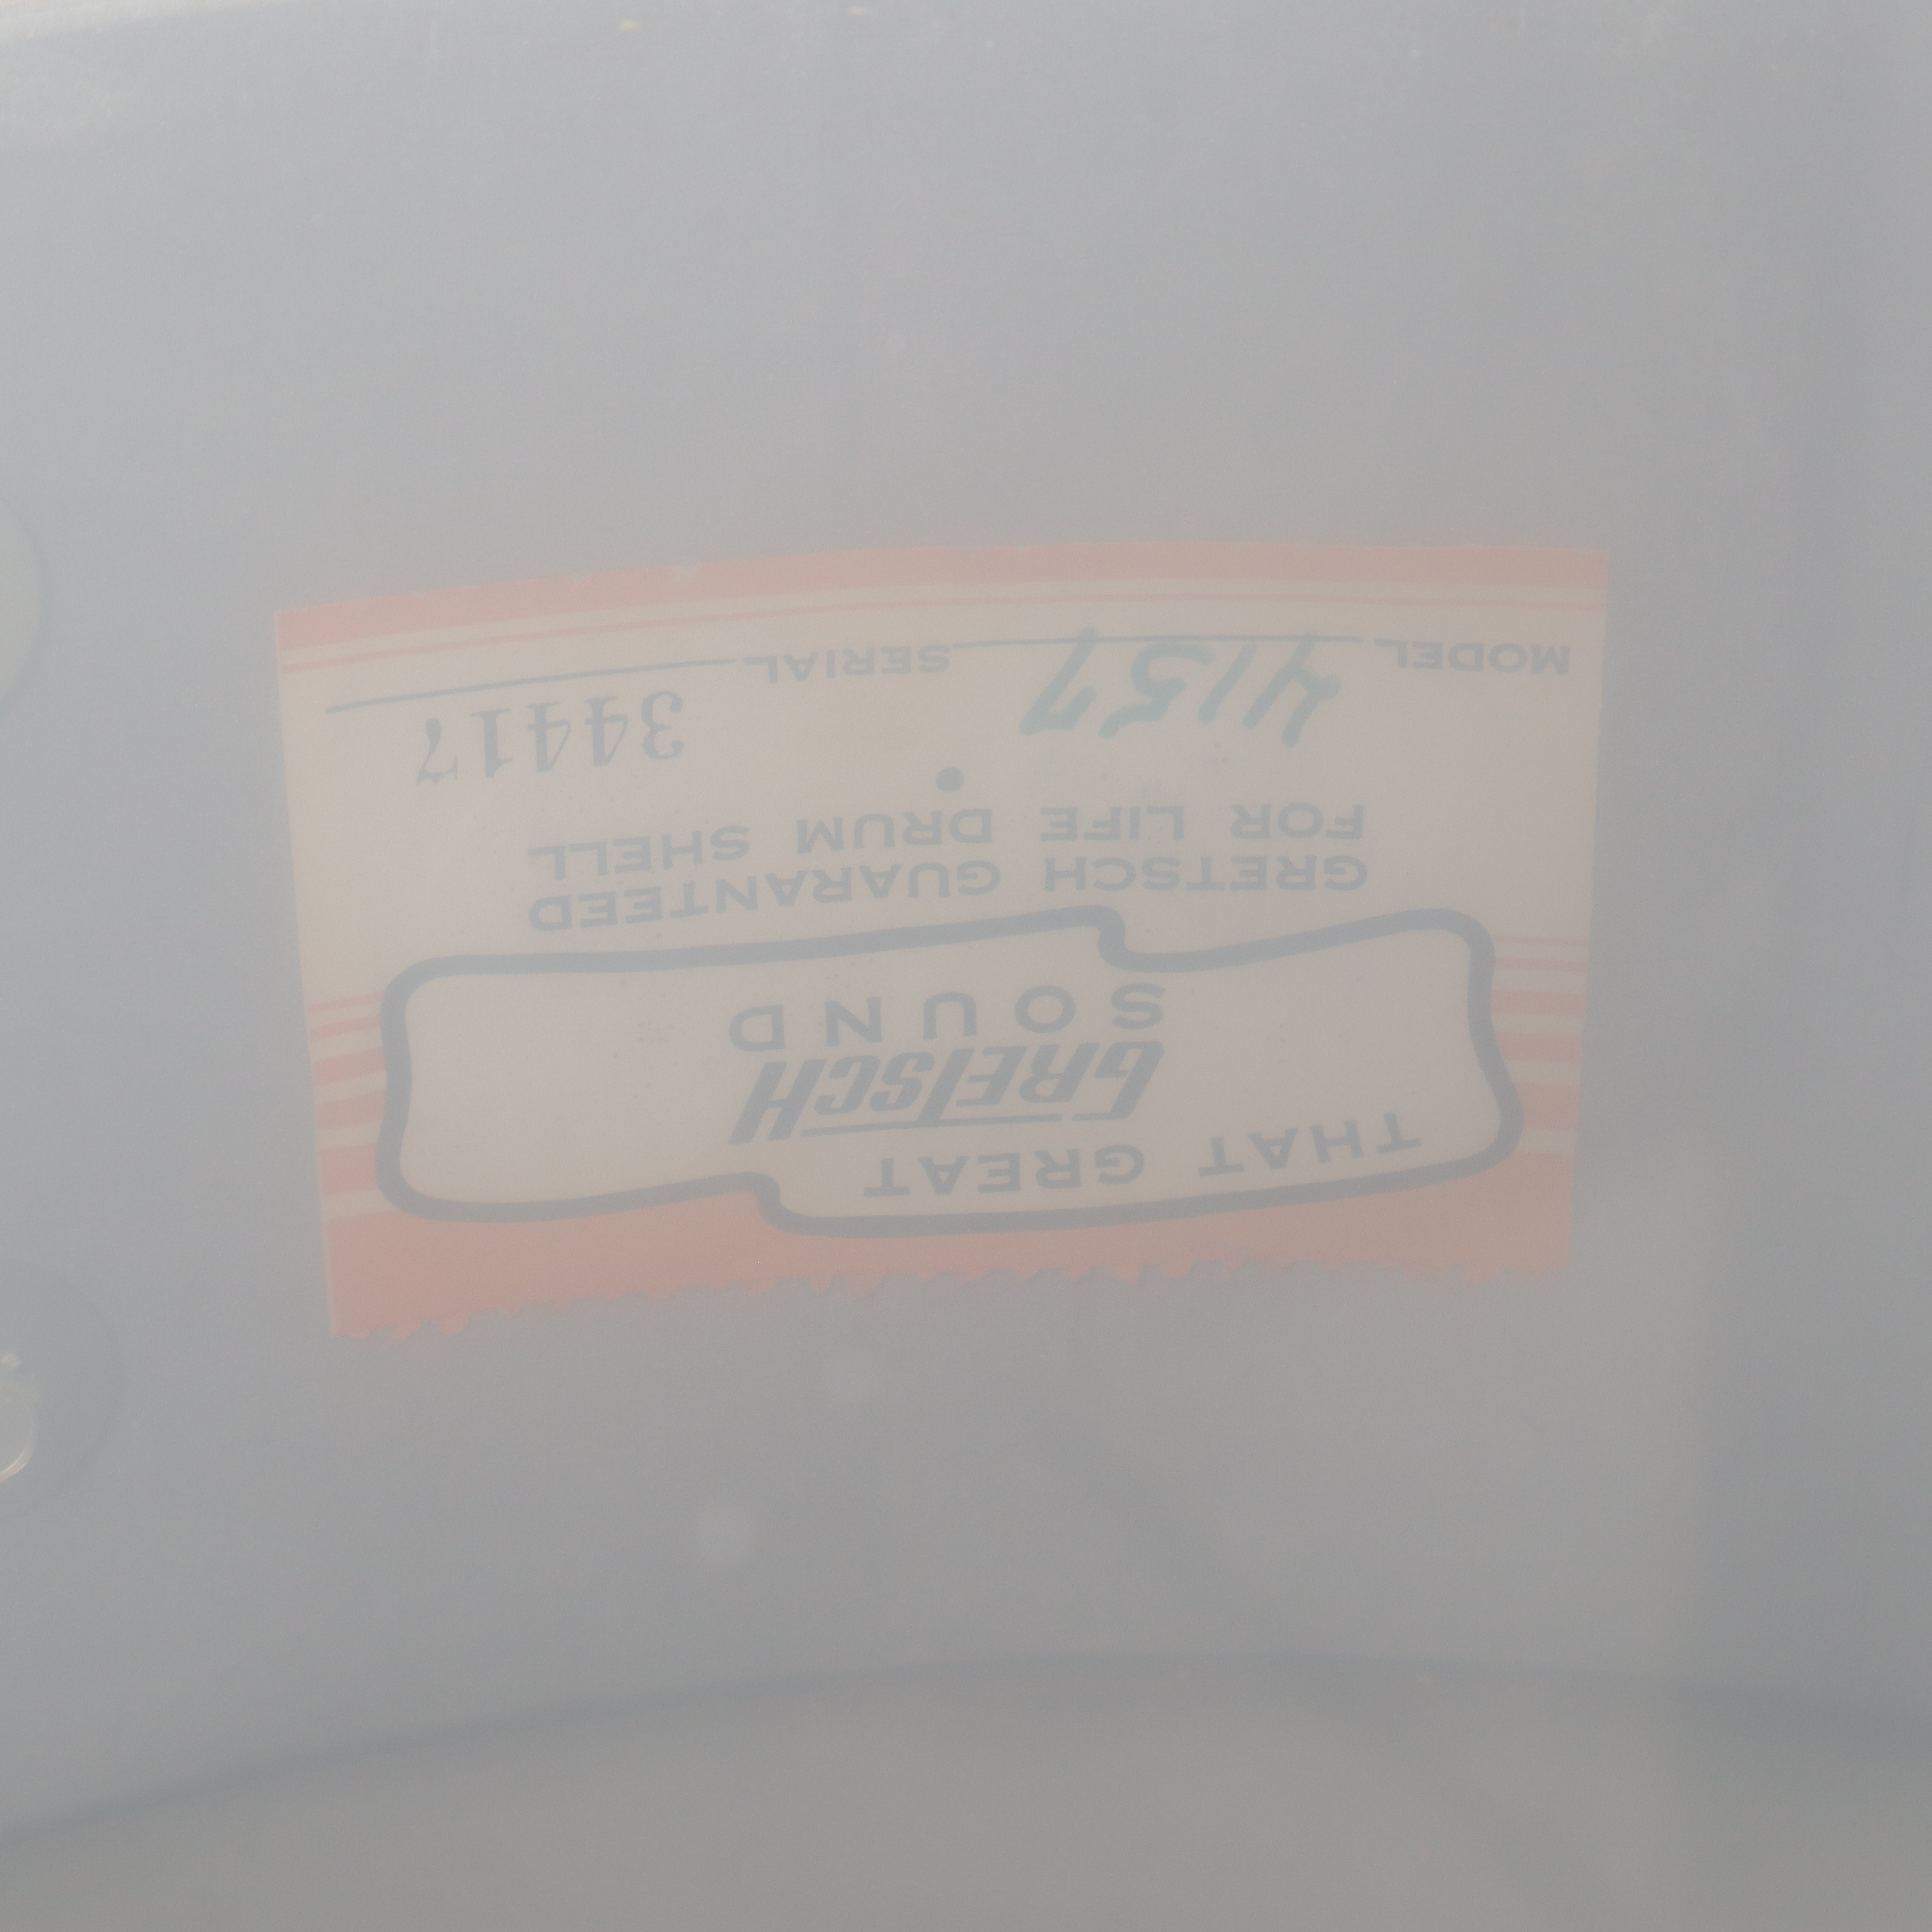 THAT GREAT
GRETSCH
SOUND
GRETSCH GUARANTEED
FOR LIFE DRUM SHELL
MODEL 4157 SERIAL 34417